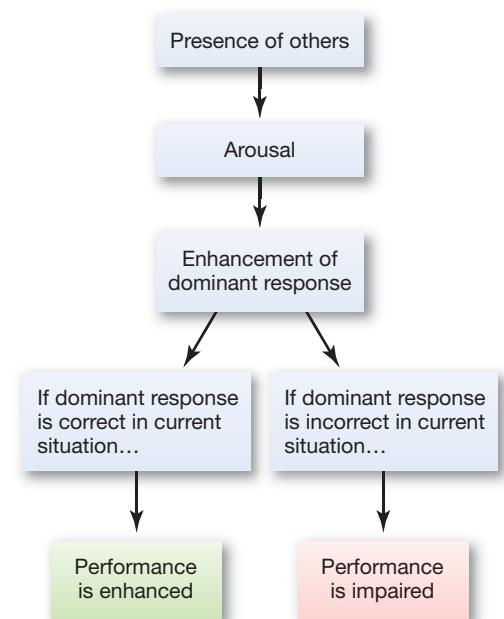 Presence of others
Arousal
Enhancement of
dominant response
If dominant response
is correct in current
situation...
If dominant response
is incorrect in current
situation...
Performance
is enhanced
Performance
is impaired